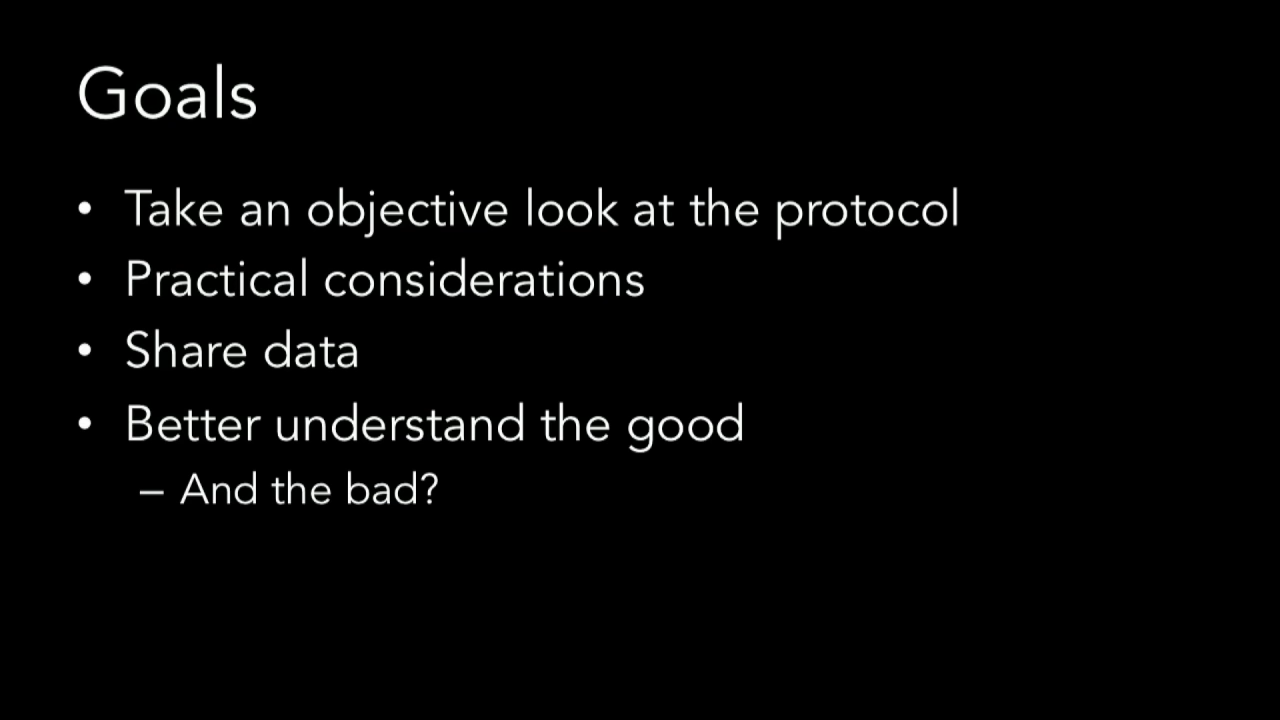 Goals
• Take an objective look at the protocol
• Practical considerations
• Share data
• Better understand the good
– And the bad?